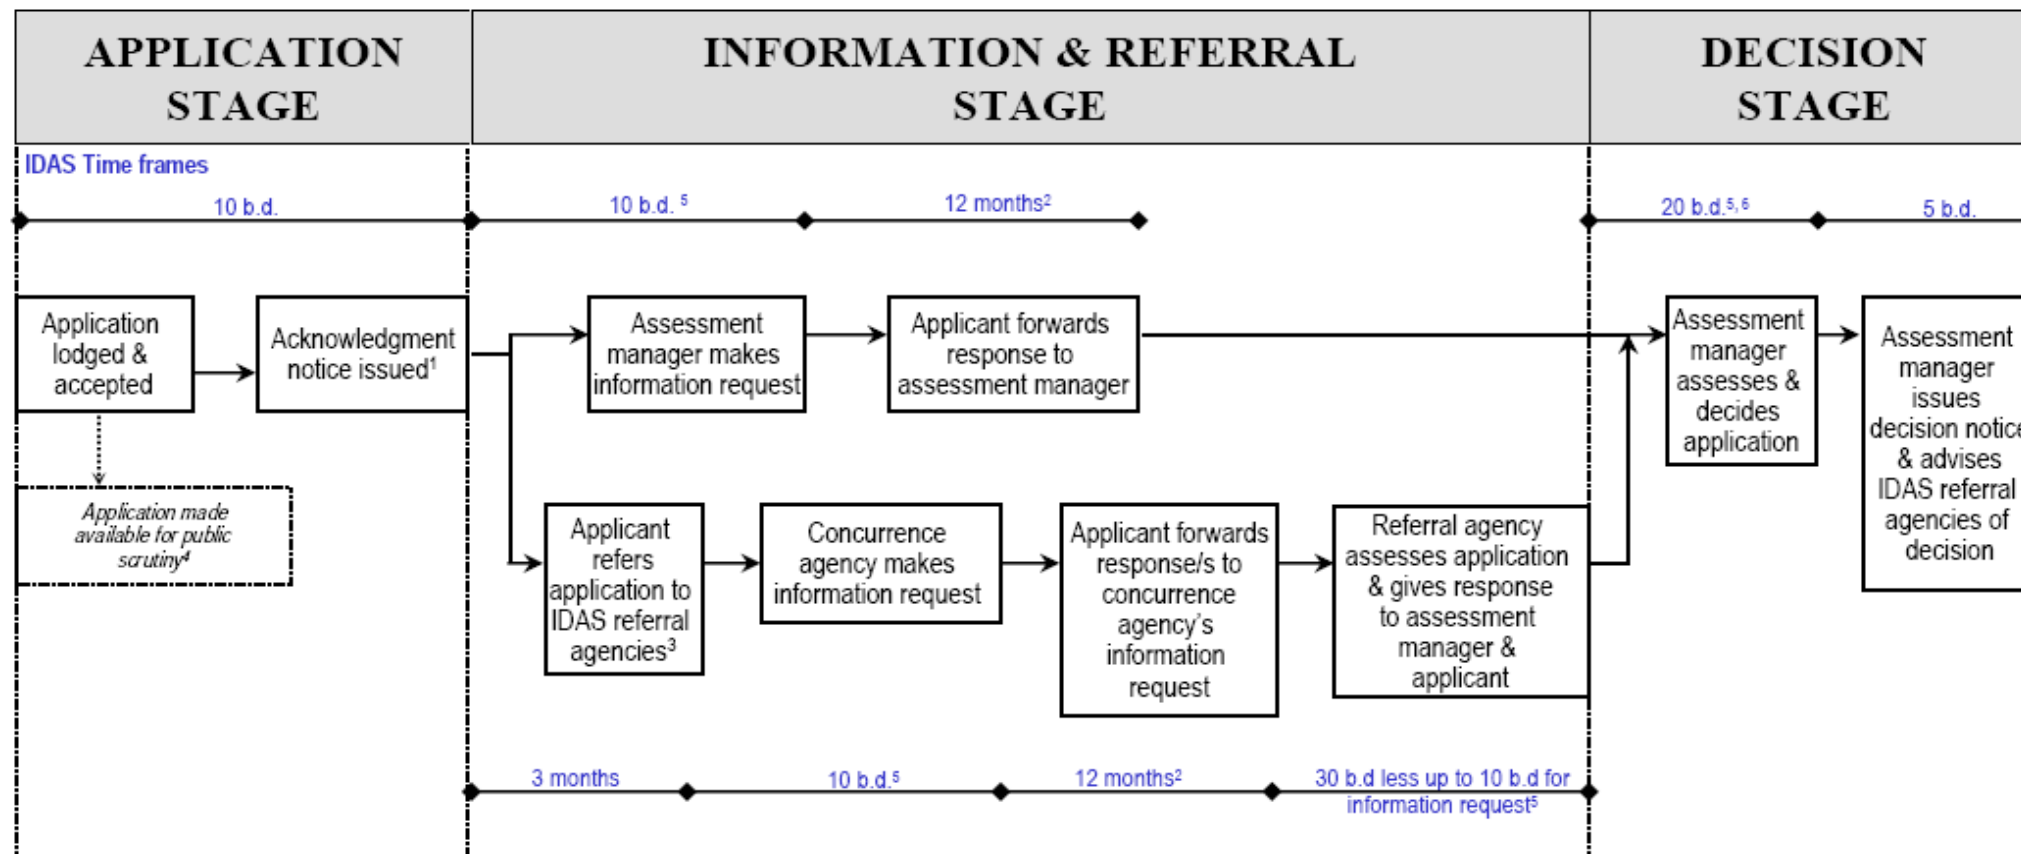 APPLICATION
STAGE
INFORMATION & REFERRAL
STAGE
DECISION
STAGE
IDAS Time frames
10 b.d.
10 b.d. ⁵
12 months²
20 b.d.⁵, ⁶
5 b.d.
Application
lodged &
accepted
Acknowledgment
notice issued¹
Assessment
manager makes
information request
Applicant forwards
response to
assessment manager
Assessment
manager
assesses &
decides
application
Assessment
manager
issues
decision notice
& advises
IDAS referral
agencies of
decision
Application made
available for public
scrutiny⁴
Applicant
refers
application to
IDAS referral
agencies³
Concurrence
agency makes
information request
Applicant forwards
response/s to
concurrence
agency's
information
request
Referral agency
assesses application
& gives response
to assessment
manager &
applicant
3 months
10 b.d.⁵
12 months²
30 b.d less up to 10 b.d for
information request⁵